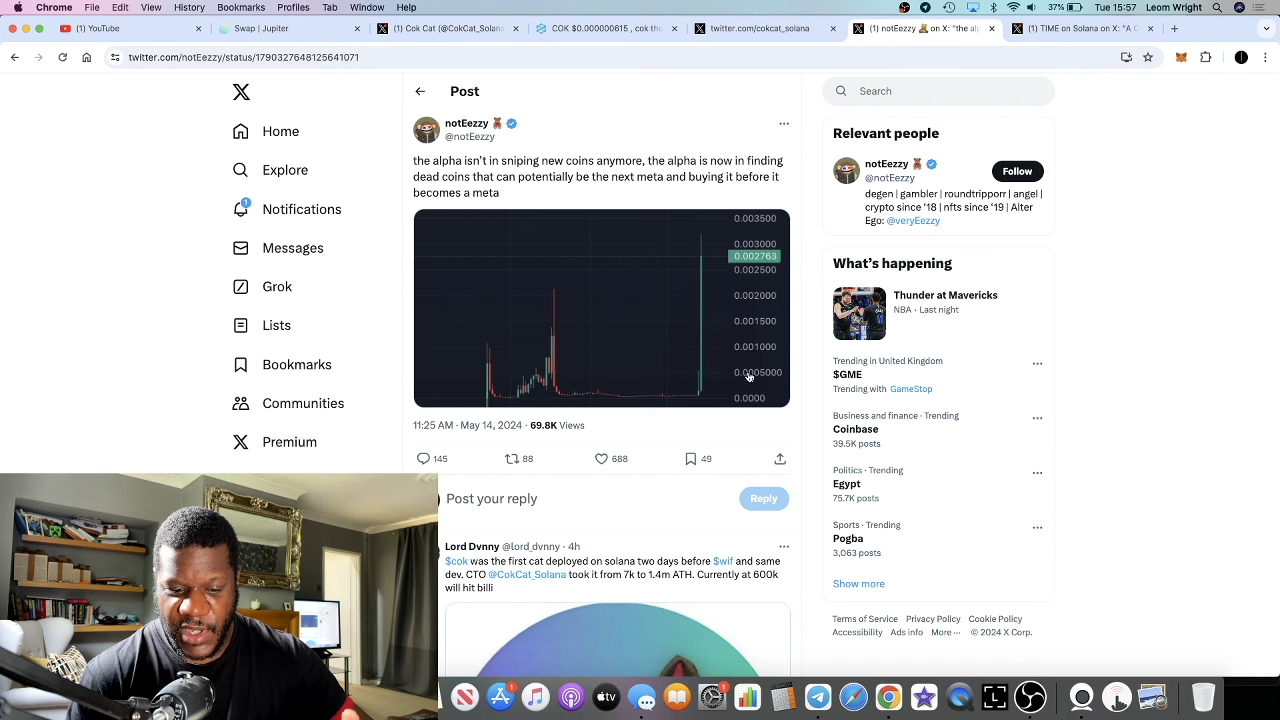 Chrome File Edit View History Bookmarks Profiles Tab Window Help
37% Tue 15:57 Leom Wright
(1) YouTube
Swap | Jupiter
(1) Cok Cat (@CokCat_Solana
COK $0.000000615 , cok the
twitter.com/cokcat_solana
(1) notEezzy on X: "the alp
(1) TIME on Solana on X: "A C
twitter.com/notEezzy/status/1790327648125641071
Home
Explore
1
Notifications
Messages
Grok
Lists
Bookmarks
Communities
Premium
Post
notEezzy
@notEezzy
the alpha isn't in sniping new coins anymore, the alpha is now in finding
dead coins that can potentially be the next meta and buying it before it
becomes a meta
0.003500
0.003000
0.002763
0.002500
0.002000
0.001500
0.001000
0.0005000
0.0000
11:25 AM · May 14, 2024 · 69.8K Views
145 88 688 49
Post your reply
Reply
Lord Dvnny @lord_dvnny · 4h
$cok was the first cat deployed on solana two days before $wif and same
dev. CTO @CokCat_Solana took it from 7k to 1.4m ATH. Currently at 600k
will hit billi
Search
Relevant people
notEezzy
@notEezzy
Follow
degen | gambler | roundtripporr | angel |
crypto since '18 | nfts since '19 | Alter
Ego: @veryEezzy
What's happening
Thunder at Mavericks
NBA · Last night
Trending in United Kingdom
$GME
Trending with GameStop
Business and finance · Trending
Coinbase
39.5K posts
Politics · Trending
Egypt
75.7K posts
Sports · Trending
Pogba
3,063 posts
Show more
Terms of Service Privacy Policy Cookie Policy
Accessibility Ads info More ··· © 2024 X Corp.